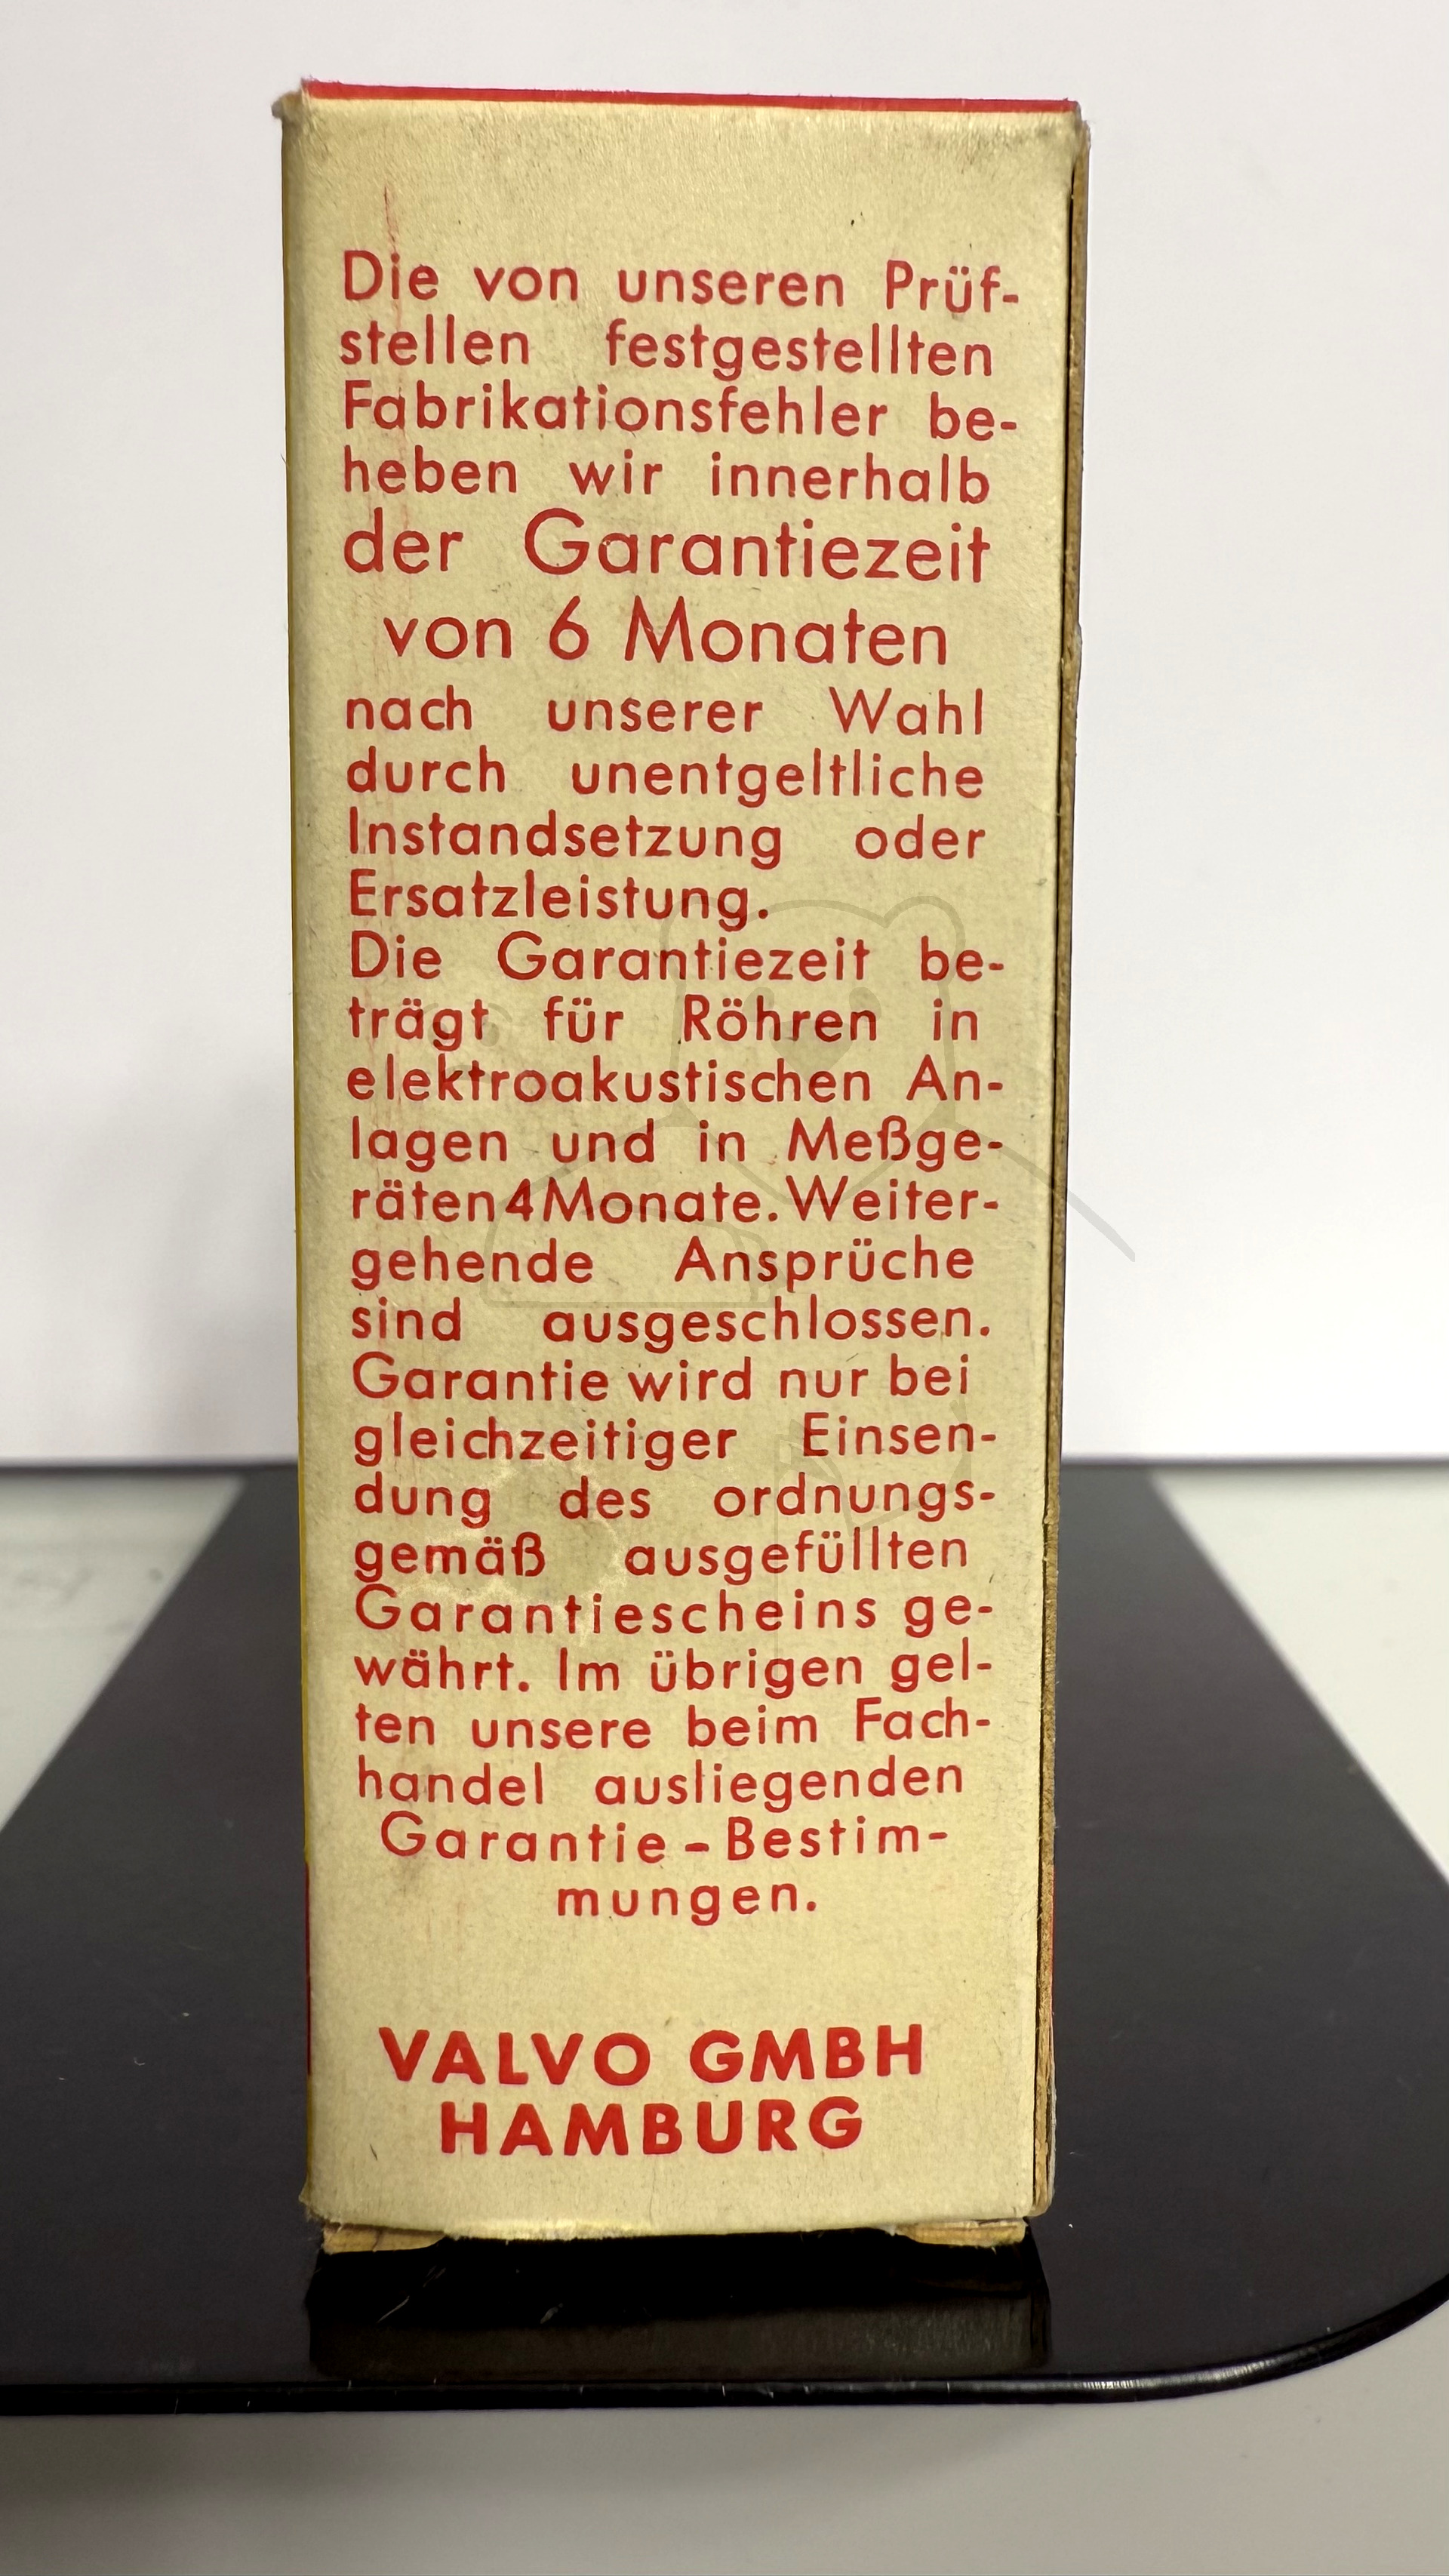 Die von unseren Prüf-
stellen festgestellten
Fabrikationsfehler be-
heben wir innerhalb
der Garantiezeit
von 6 Monaten
nach unserer Wahl
durch unentgeltliche
Instandsetzung oder
Ersatzleistung.
Die Garantiezeit be-
trägt für Röhren in
elektroakustischen An-
lagen und in Meßge-
räten 4 Monate. Weiter-
gehende Ansprüche
sind ausgeschlossen.
Garantie wird nur bei
gleichzeitiger Einsen-
dung des ordnungs-
gemäß ausgefüllten
Garantiescheins ge-
währt. Im übrigen gel-
ten unsere beim Fach-
handel ausliegenden
Garantie-Bestim-
mungen.
VALVO GMBH
HAMBURG